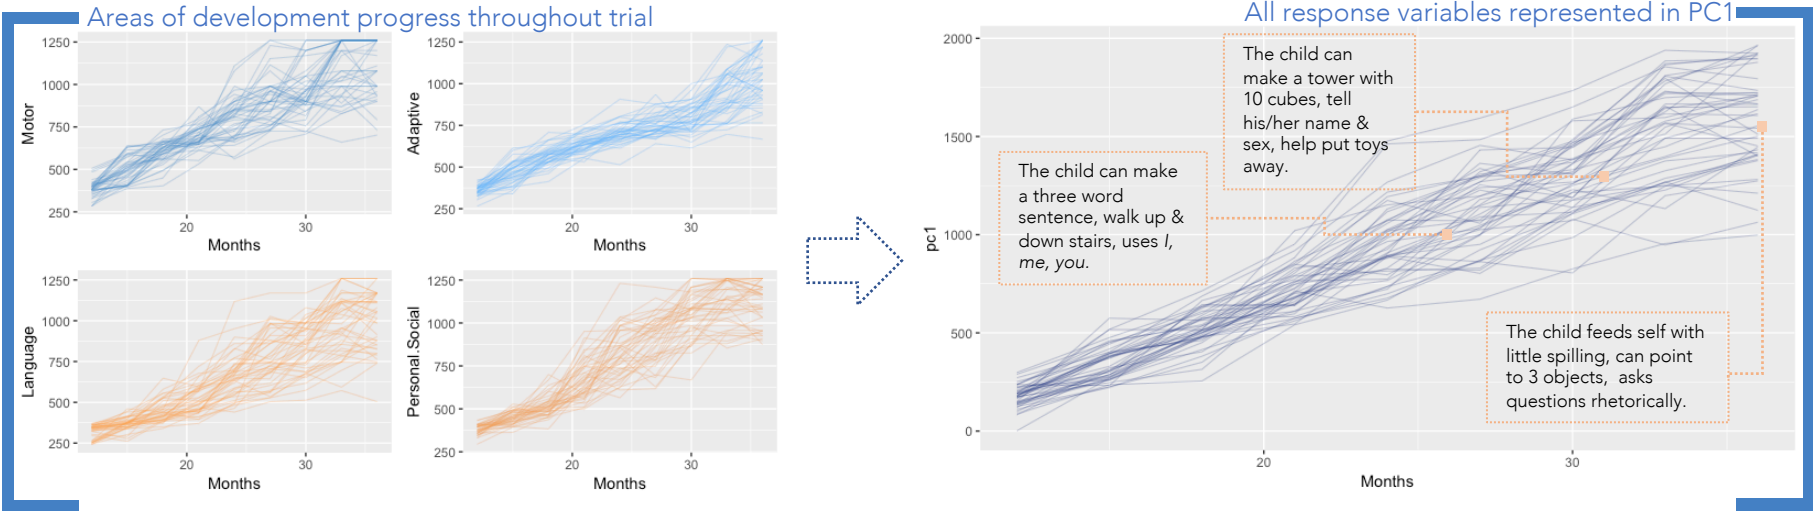 Areas of development progress throughout trial
1250
1000
750
500
250
Motor
20
30
Months
1250
1000
750
500
250
Adaptive
20
30
Months
1250
1000
750
500
250
Language
20
30
Months
1250
1000
750
500
250
Personal.Social
20
30
Months
All response variables represented in PC1
2000
1500
1000
500
0
pc1
20
30
Months
The child can
make a tower with
10 cubes, tell
his/her name &
sex, help put toys
away.
The child can make
a three word
sentence, walk up &
down stairs, uses I,
me, you.
The child feeds self with
little spilling, can point
to 3 objects,  asks
questions rhetorically.